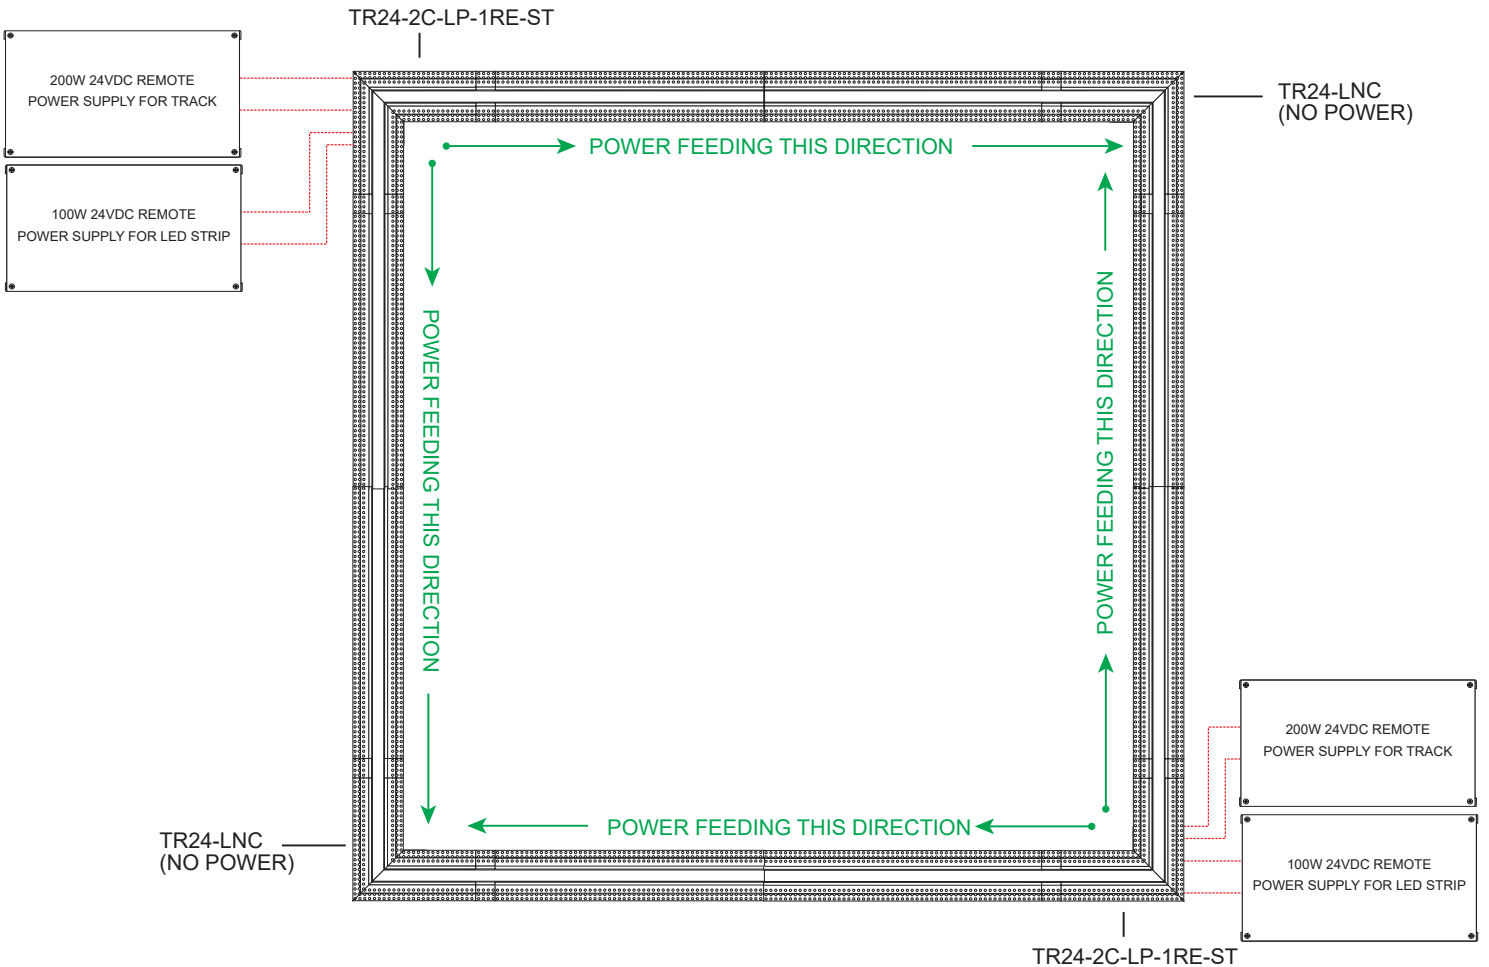 TR24-2C-LP-1RE-ST
200W 24VDC REMOTE
POWER SUPPLY FOR TRACK
TR24-LNC
(NO POWER)
POWER FEEDING THIS DIRECTION
100W 24VDC REMOTE
POWER SUPPLY FOR LED STRIP
POWER FEEDING THIS DIRECTION
POWER FEEDING THIS DIRECTION
200W 24VDC REMOTE
POWER SUPPLY FOR TRACK
POWER FEEDING THIS DIRECTION
TR24-LNC
(NO POWER)
100W 24VDC REMOTE
POWER SUPPLY FOR LED STRIP
TR24-2C-LP-1RE-ST